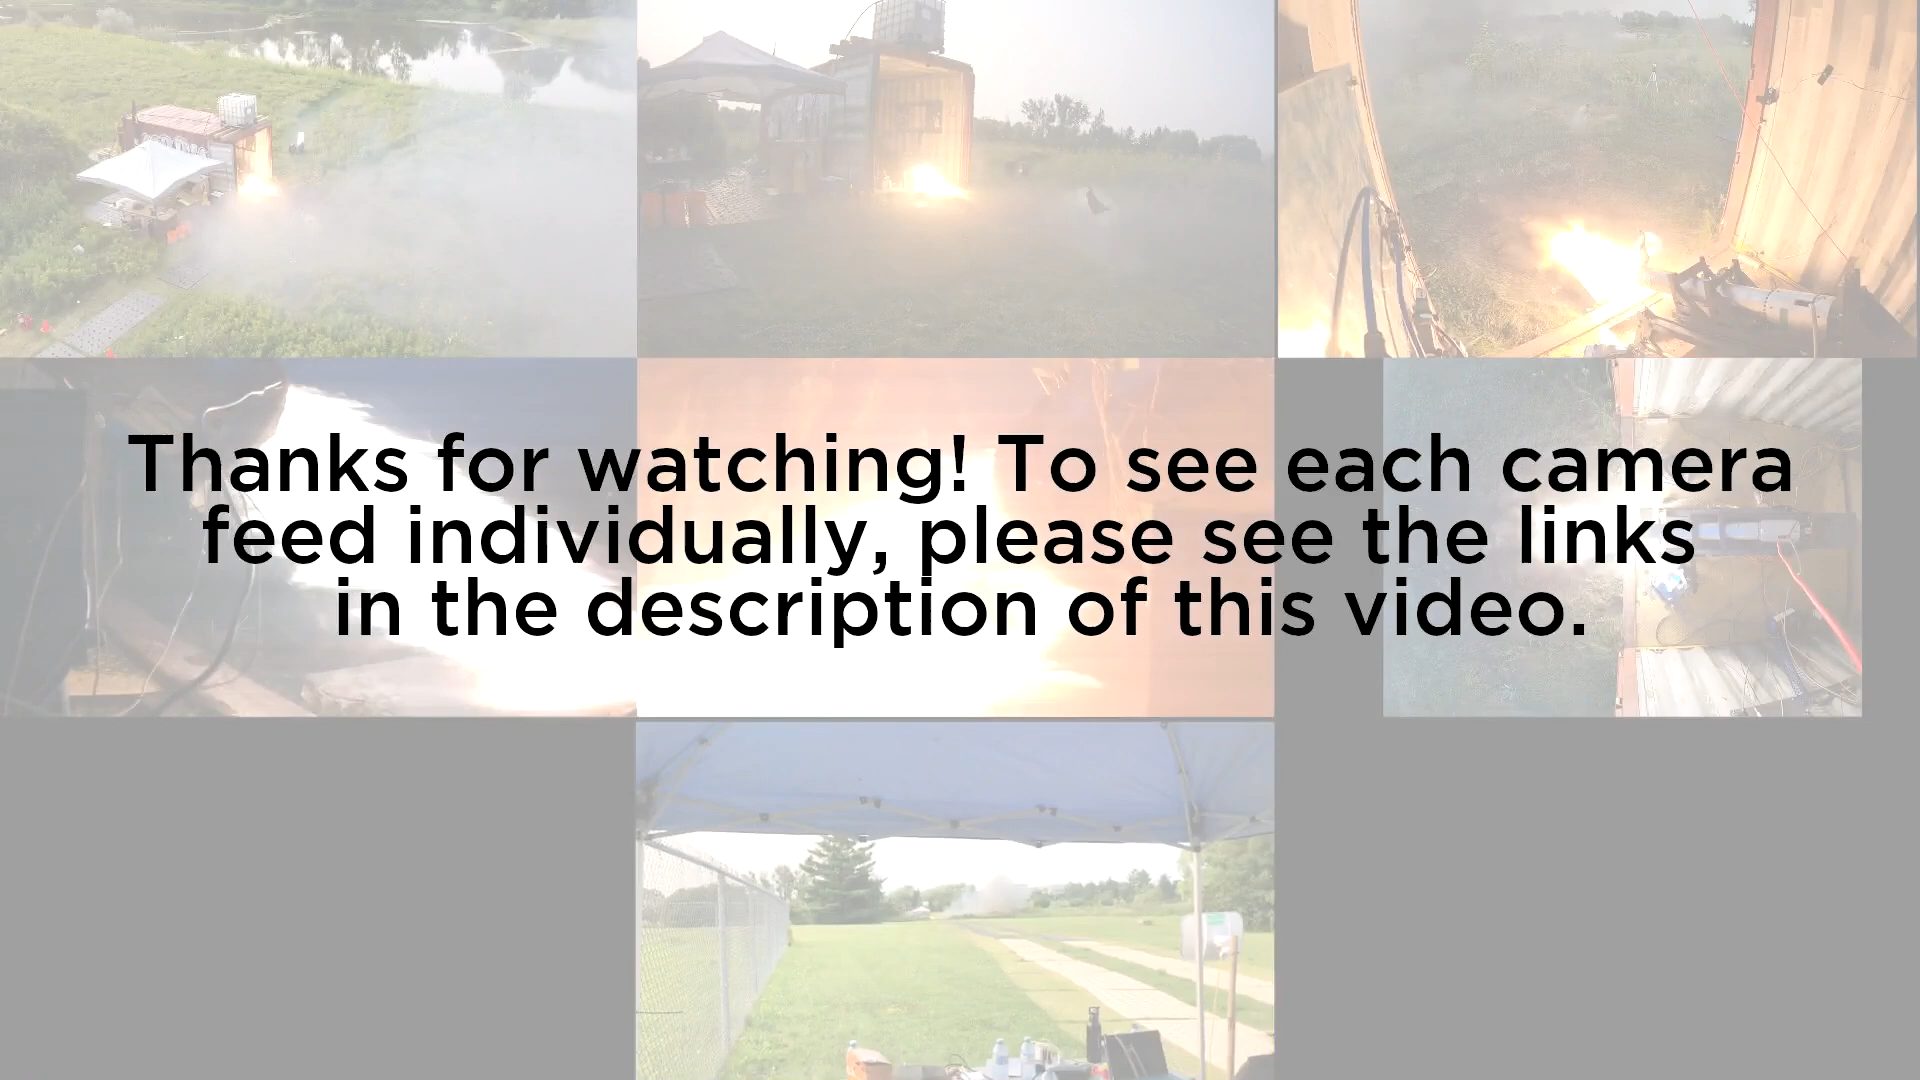 Thanks for watching! To see each camera
feed individually, please see the links
in the description of this video.